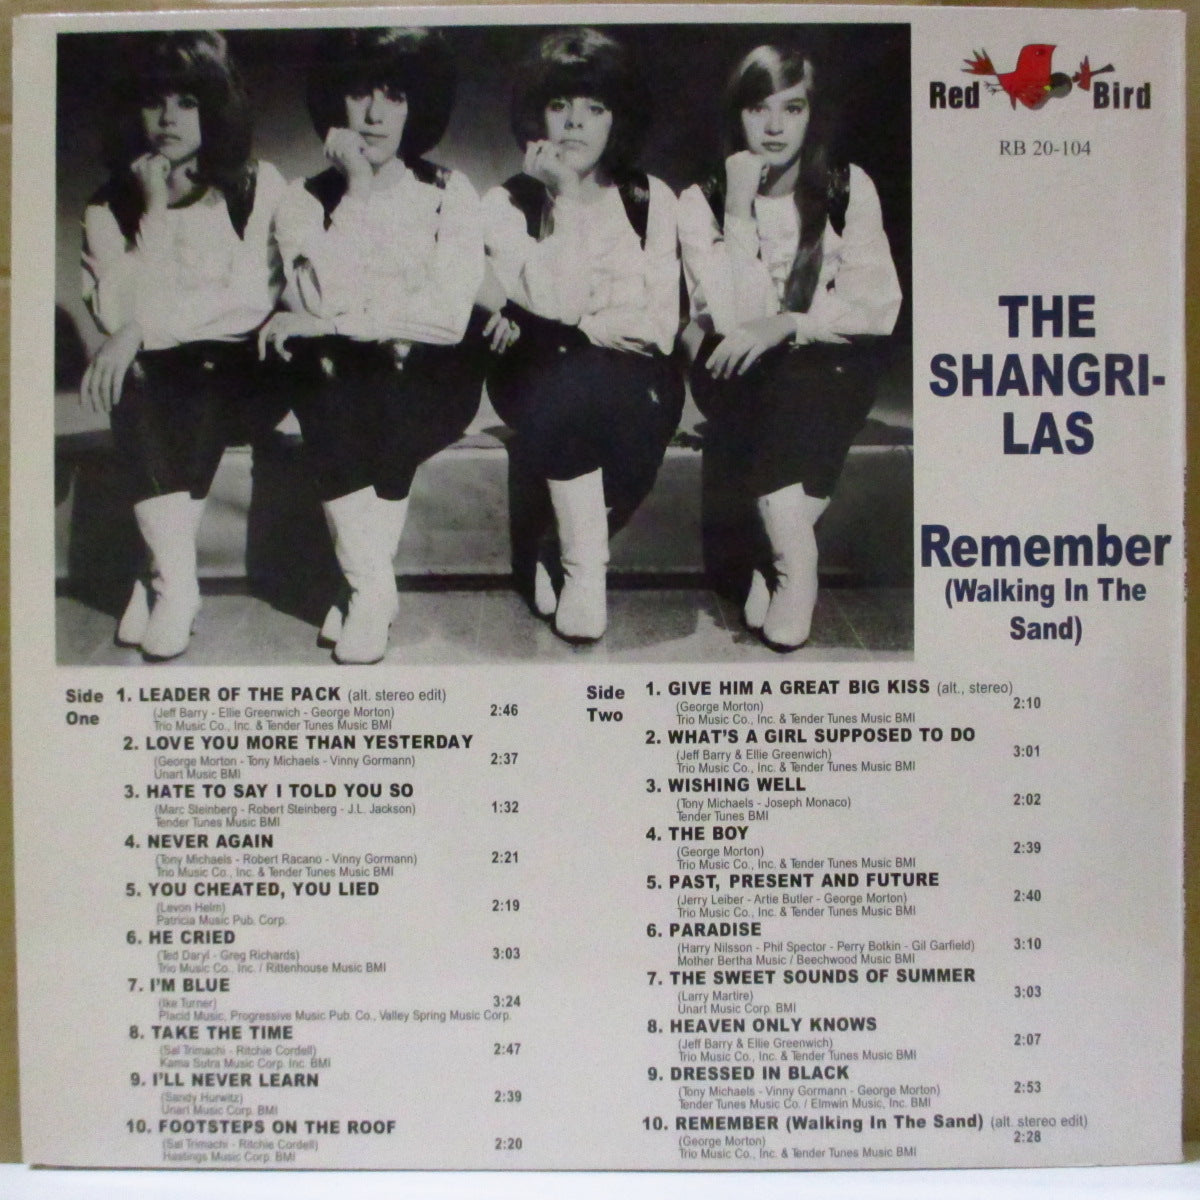 Red Bird
RB 20-104
THE
SHANGRI-
LAS
Remember
(Walking In The
Sand)
Side One
1. LEADER OF THE PACK (alt. stereo edit)
(Jeff Barry - Ellie Greenwich - George Morton) 2:46
Trio Music Co., Inc. & Tender Tunes Music BMI
2. LOVE YOU MORE THAN YESTERDAY
(George Morton - Tony Michaels - Vinny Gormann) 2:37
Unart Music BMI
3. HATE TO SAY I TOLD YOU SO
(Marc Steinberg - Robert Steinberg - J.L. Jackson) 1:32
Tender Tunes Music BMI
4. NEVER AGAIN
(Tony Michaels - Robert Racano - Vinny Gormann) 2:21
Trio Music Co., Inc. & Tender Tunes Music BMI
5. YOU CHEATED, YOU LIED
(Levon Helm) 2:19
Patricia Music Pub. Corp.
6. HE CRIED
(Ted Daryl - Greg Richards) 3:03
Trio Music Co., Inc. / Rittenhouse Music BMI
7. I'M BLUE
(Ike Turner) 3:24
Placid Music, Progressive Music Pub. Co., Valley Spring Music Corp.
8. TAKE THE TIME
(Sal Trimachi - Ritchie Cordell) 2:47
Kama Sutra Music Corp. Inc. BMI
9. I'LL NEVER LEARN
(Sandy Hurwitz) 2:39
Unart Music Corp. BMI
10. FOOTSTEPS ON THE ROOF
(Sal Trimachi - Ritchie Cordell) 2:20
Hastings Music Corp. BMI
Side Two
1. GIVE HIM A GREAT BIG KISS (alt., stereo)
(George Morton) 2:10
Trio Music Co., Inc. & Tender Tunes Music BMI
2. WHAT'S A GIRL SUPPOSED TO DO
(Jeff Barry & Ellie Greenwich) 3:01
Trio Music Co., Inc. & Tender Tunes Music BMI
3. WISHING WELL
(Tony Michaels - Joseph Monaco) 2:02
Tender Tunes BMI
4. THE BOY
(George Morton) 2:39
Trio Music Co., Inc. & Tender Tunes Music BMI
5. PAST, PRESENT AND FUTURE
(Jerry Leiber - Artie Butler - George Morton) 2:40
Trio Music Co., Inc. & Tender Tunes Music BMI
6. PARADISE
(Harry Nilsson - Phil Spector - Perry Botkin - Gil Garfield) 3:10
Mother Bertha Music / Beechwood Music BMI
7. THE SWEET SOUNDS OF SUMMER
(Larry Martire) 3:03
Unart Music Corp. BMI
8. HEAVEN ONLY KNOWS
(Jeff Barry & Ellie Greenwich) 2:07
Trio Music Co., Inc. & Tender Tunes Music BMI
9. DRESSED IN BLACK
(Tony Michaels - Vinny Gormann - George Morton) 2:53
Tender Tunes Music Co. / Elmwin Music, Inc. BMI
10. REMEMBER (Walking In The Sand) (alt. stereo edit)
(George Morton) 2:28
Trio Music Co., Inc. & Tender Tunes Music BMI